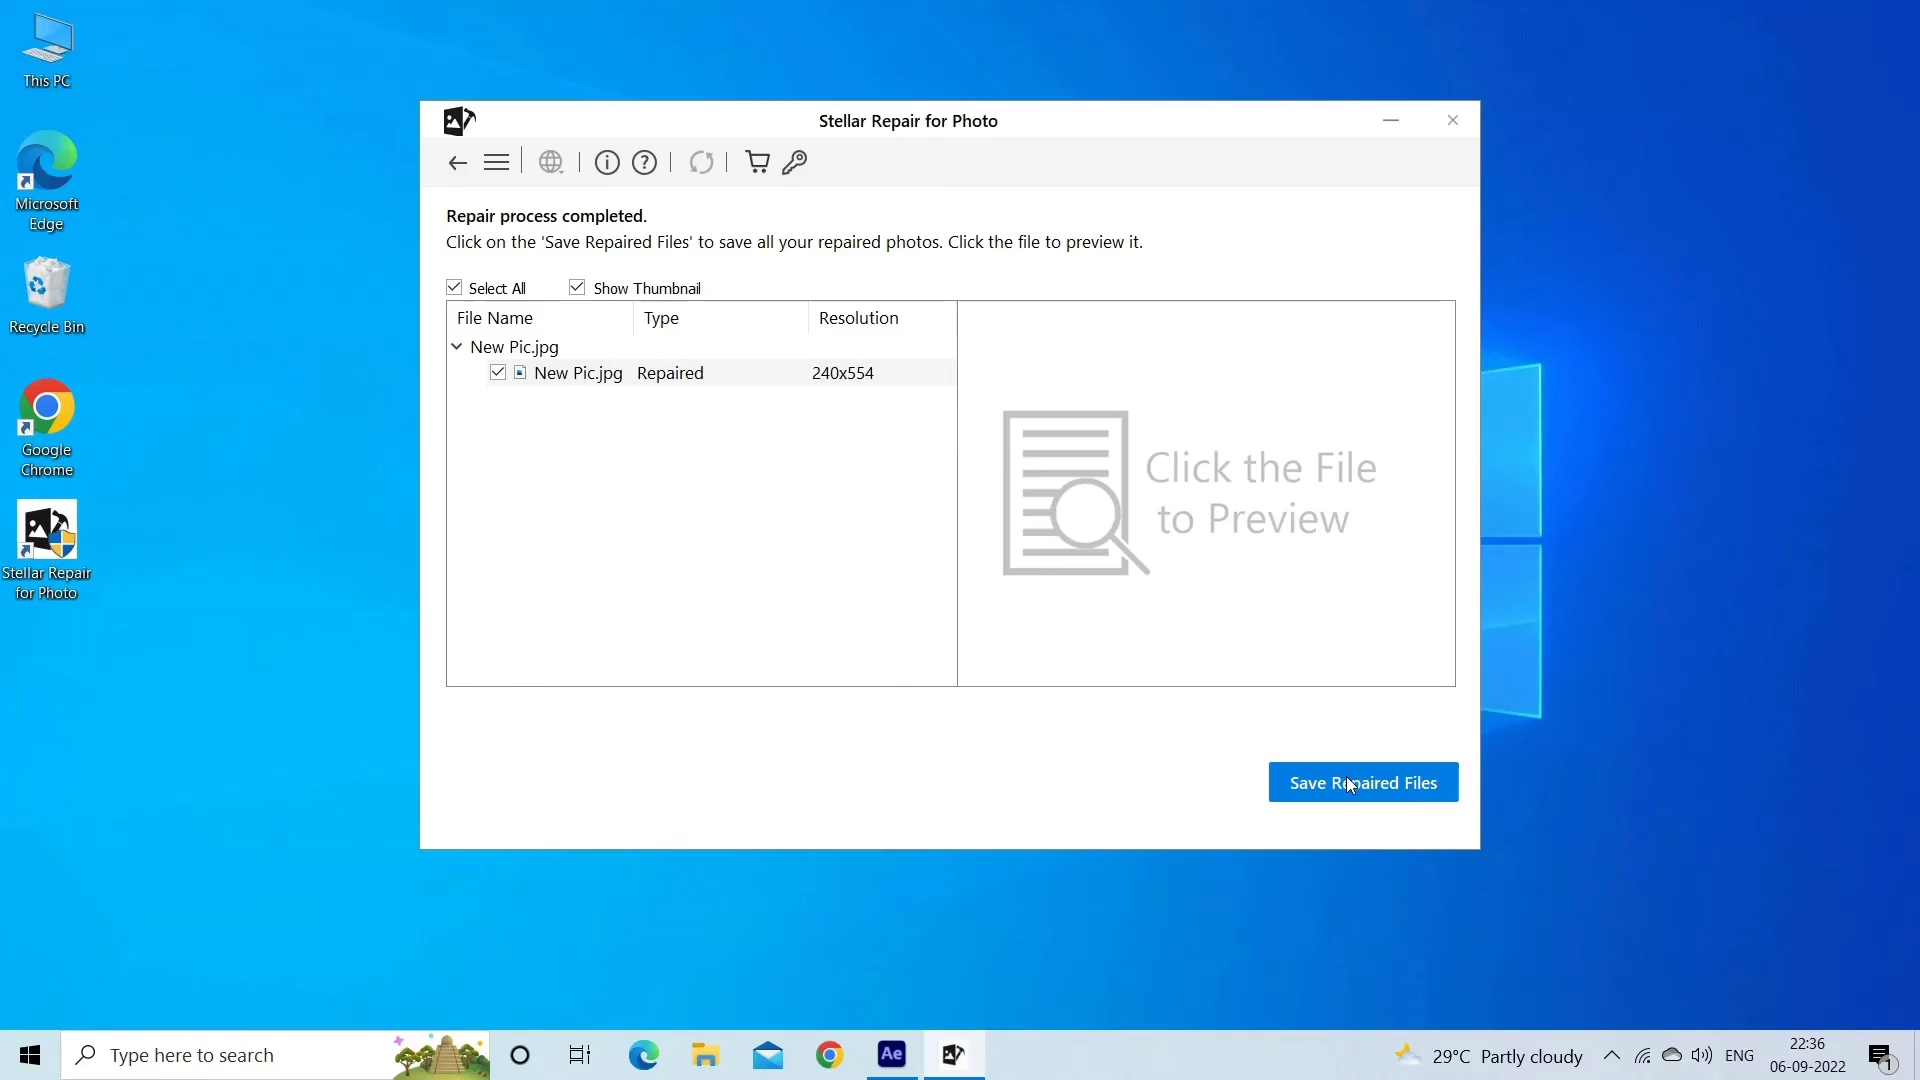 This PC
Microsoft
Edge
Recycle Bin
Google
Chrome
Stellar Repair
for Photo
Stellar Repair for Photo
Repair process completed.
Click on the 'Save Repaired Files' to save all your repaired photos. Click the file to preview it.
Select All Show Thumbnail
File Name Type Resolution
New Pic.jpg
New Pic.jpg Repaired 240x554
Click the File
to Preview
Save Repaired Files
Type here to search
Ae
29°C Partly cloudy
ENG
22:36
06-09-2022
1